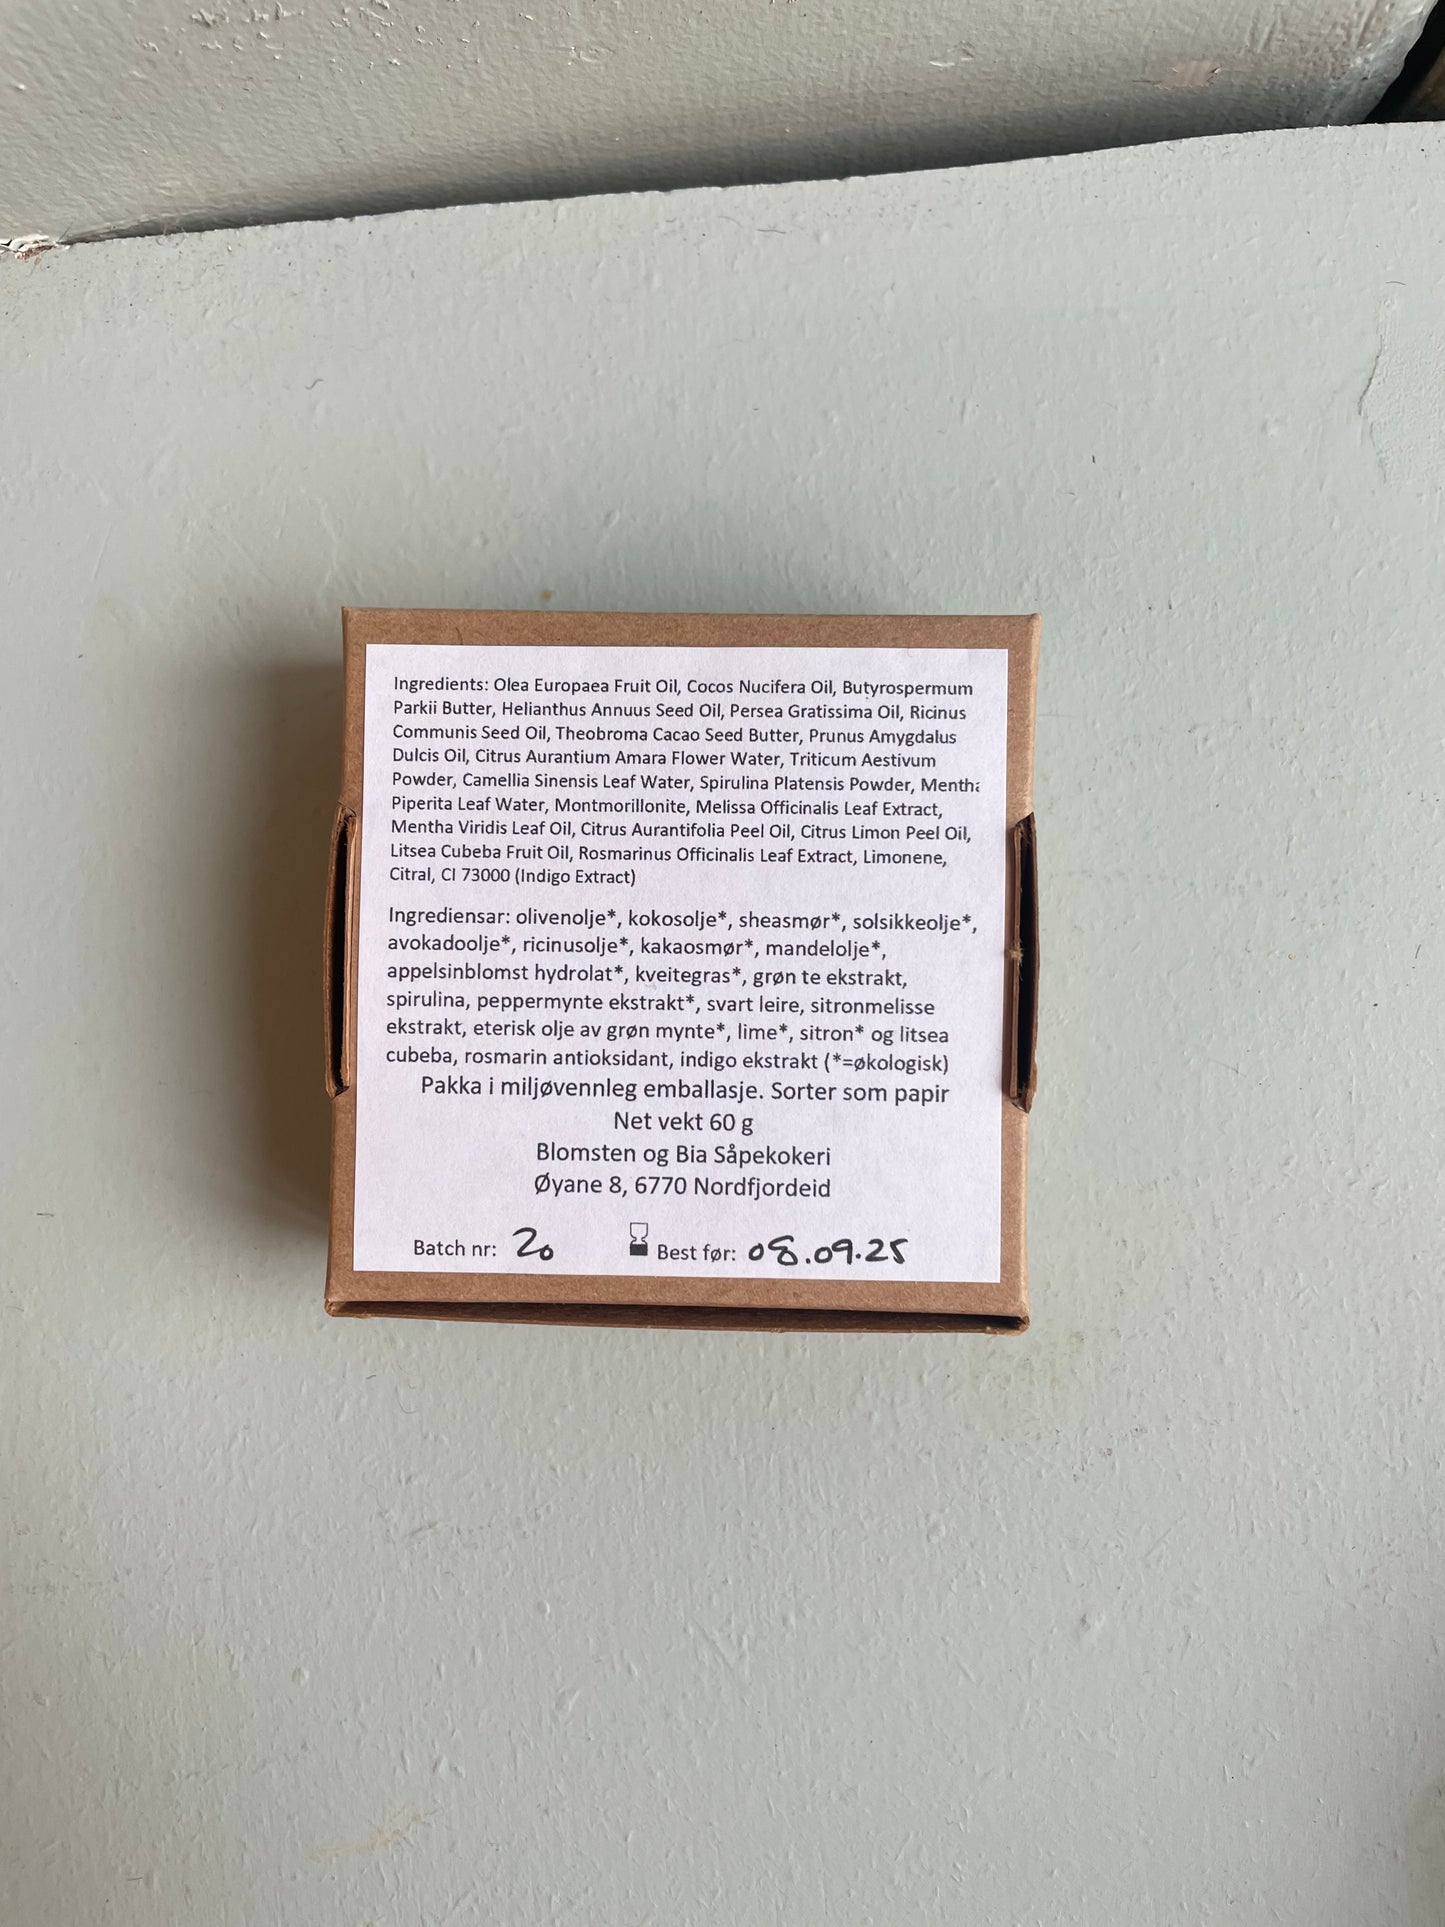 Ingredients: Olea Europaea Fruit Oil, Cocos Nucifera Oil, Butyrospermum
Parkii Butter, Helianthus Annuus Seed Oil, Persea Gratissima Oil, Ricinus
Communis Seed Oil, Theobroma Cacao Seed Butter, Prunus Amygdalus
Dulcis Oil, Citrus Aurantium Amara Flower Water, Triticum Aestivum
Powder, Camellia Sinensis Leaf Water, Spirulina Platensis Powder, Mentha
Piperita Leaf Water, Montmorillonite, Melissa Officinalis Leaf Extract,
Mentha Viridis Leaf Oil, Citrus Aurantifolia Peel Oil, Citrus Limon Peel Oil,
Litsea Cubeba Fruit Oil, Rosmarinus Officinalis Leaf Extract, Limonene,
Citral, CI 73000 (Indigo Extract)
Ingrediensar: olivenolje*, kokosolje*, sheasmør*, solsikkeolje*,
avokadoolje*, ricinusolje*, kakaosmør*, mandelolje*,
appelsinblomst hydrolat*, kveitegras*, grøn te ekstrakt,
spirulina, peppermynte ekstrakt*, svart leire, sitronmelisse
ekstrakt, eterisk olje av grøn mynte*, lime*, sitron* og litsea
cubeba, rosmarin antioksidant, indigo ekstrakt (*=økologisk)
Pakka i miljøvennleg emballasje. Sorter som papir
Net vekt 60 g
Blomsten og Bia Såpekokeri
Øyane 8, 6770 Nordfjordeid
Batch nr: 20 Best før: 08.09.25